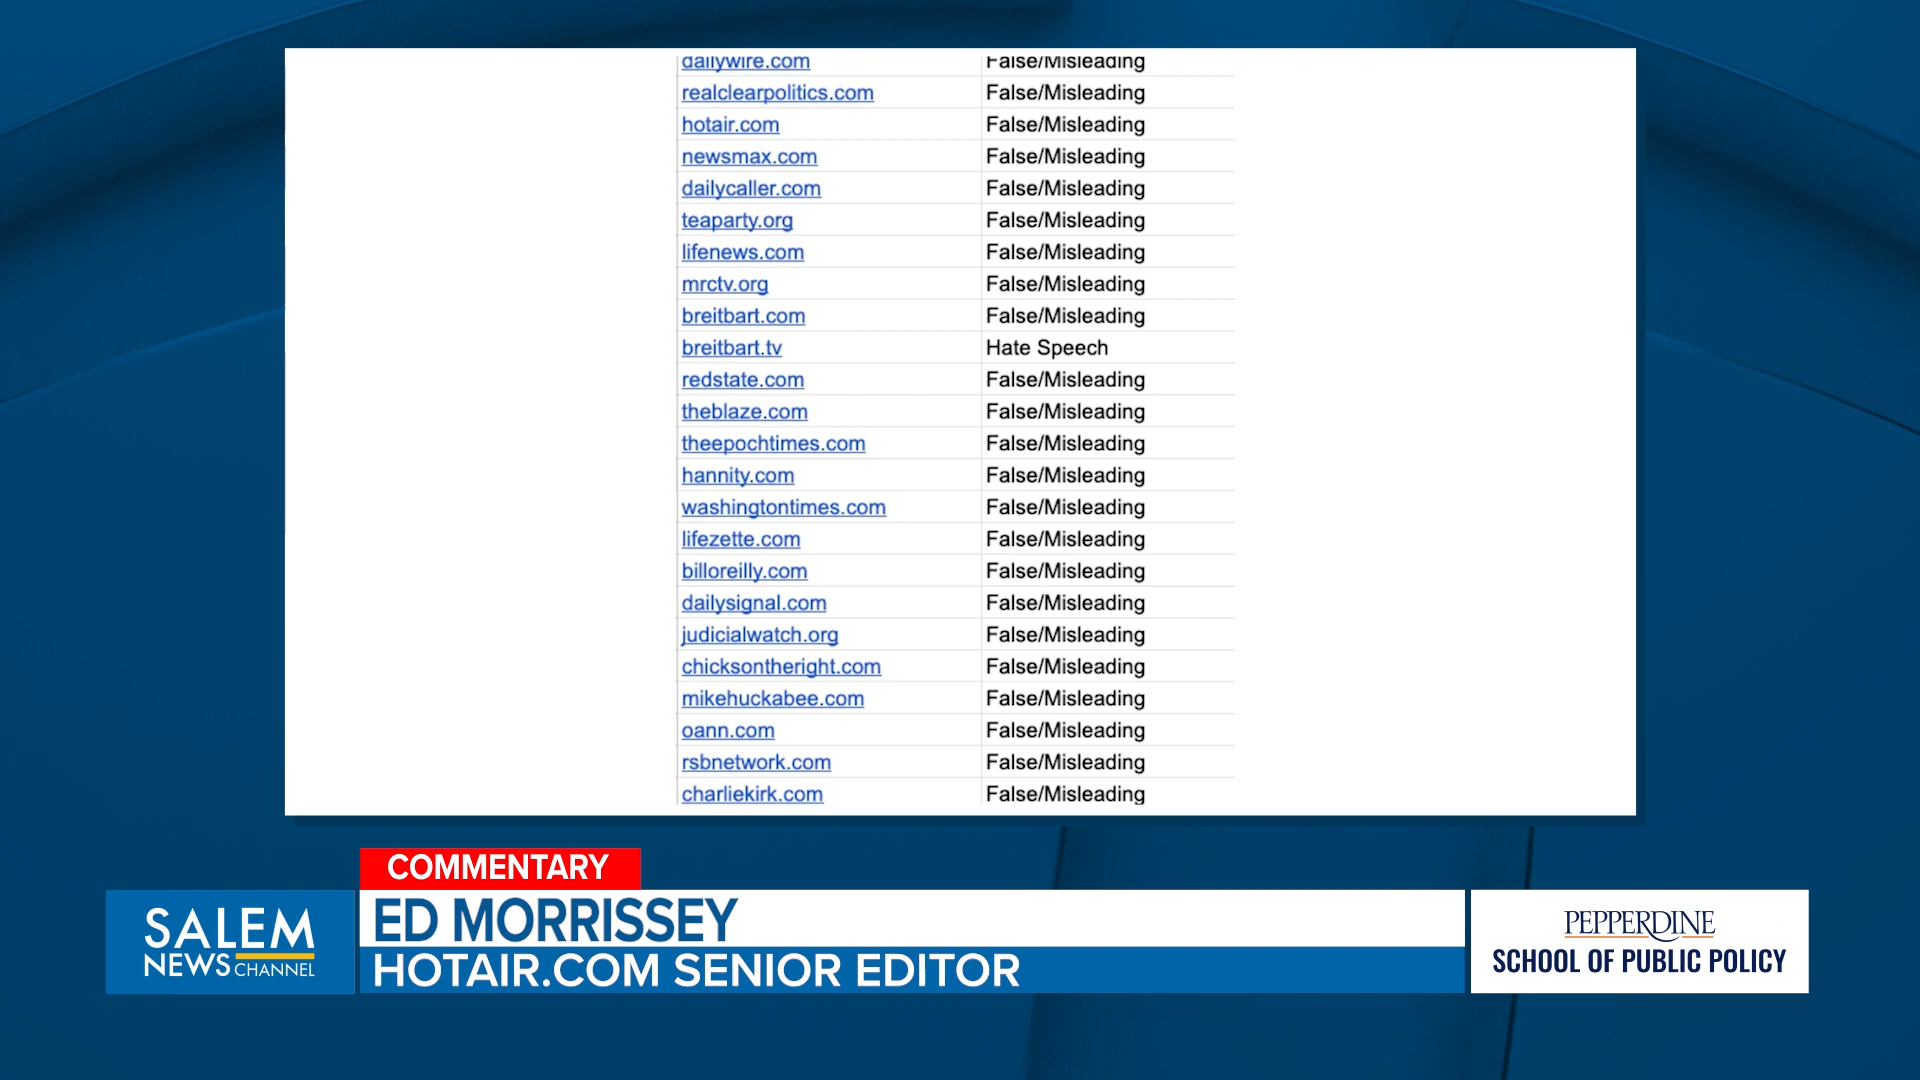 dailywire.com False/Misleading
realclearpolitics.com False/Misleading
hotair.com False/Misleading
newsmax.com False/Misleading
dailycaller.com False/Misleading
teaparty.org False/Misleading
lifenews.com False/Misleading
mrctv.org False/Misleading
breitbart.com False/Misleading
breitbart.tv Hate Speech
redstate.com False/Misleading
theblaze.com False/Misleading
theepochtimes.com False/Misleading
hannity.com False/Misleading
washingtontimes.com False/Misleading
lifezette.com False/Misleading
billoreilly.com False/Misleading
dailysignal.com False/Misleading
judicialwatch.org False/Misleading
chicksontheright.com False/Misleading
mikehuckabee.com False/Misleading
oann.com False/Misleading
rsbnetwork.com False/Misleading
charliekirk.com False/Misleading
COMMENTARY
SALEM
NEWS CHANNEL
ED MORRISSEY
HOTAIR.COM SENIOR EDITOR
PEPPERDINE
SCHOOL OF PUBLIC POLICY